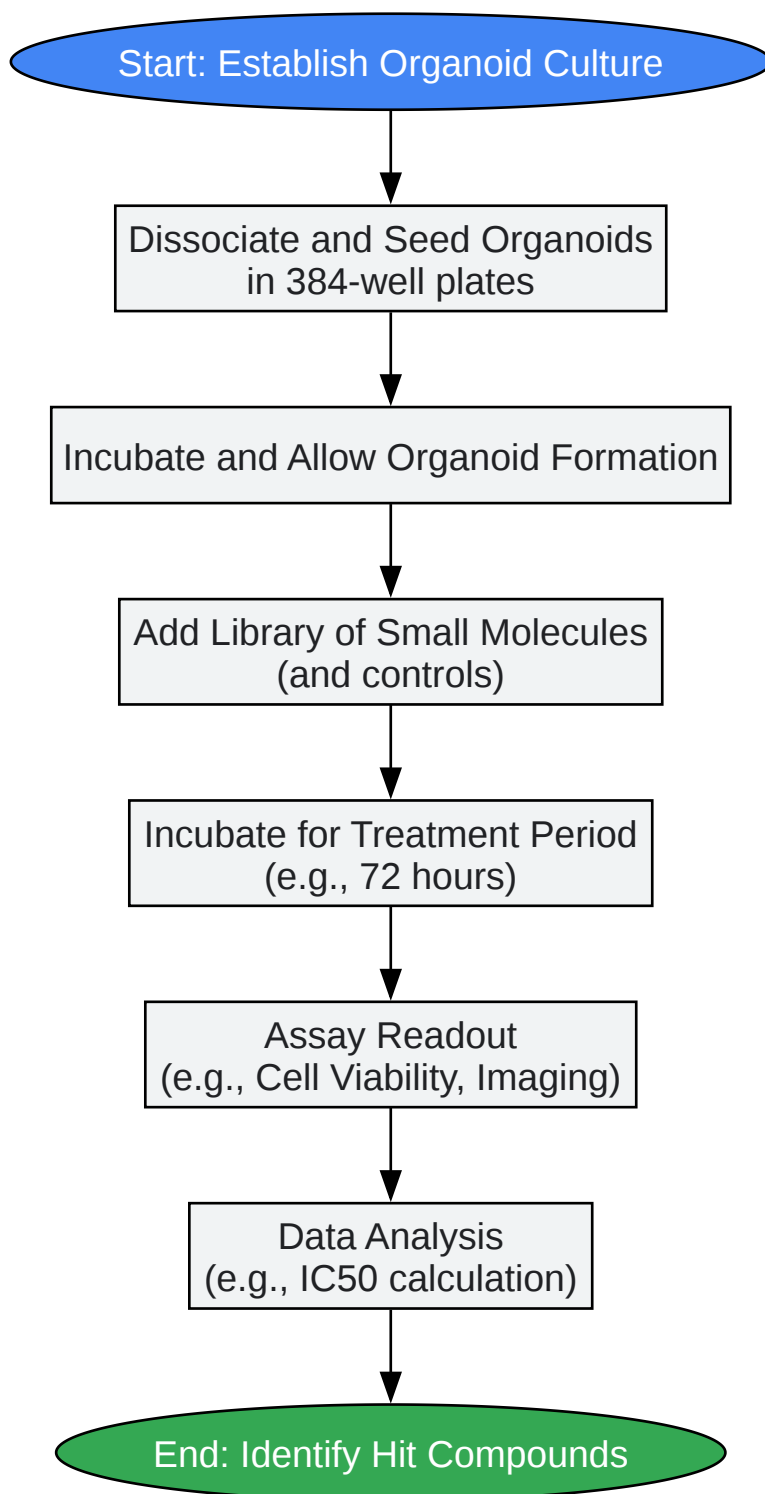 Start: Establish Organoid Culture
Dissociate and Seed Organoids
in 384-well plates
Incubate and Allow Organoid Formation
Add Library of Small Molecules
(and controls)
Incubate for Treatment Period
(e.g., 72 hours)
Assay Readout
(e.g., Cell Viability, Imaging)
Data Analysis
(e.g., IC50 calculation)
End: Identify Hit Compounds